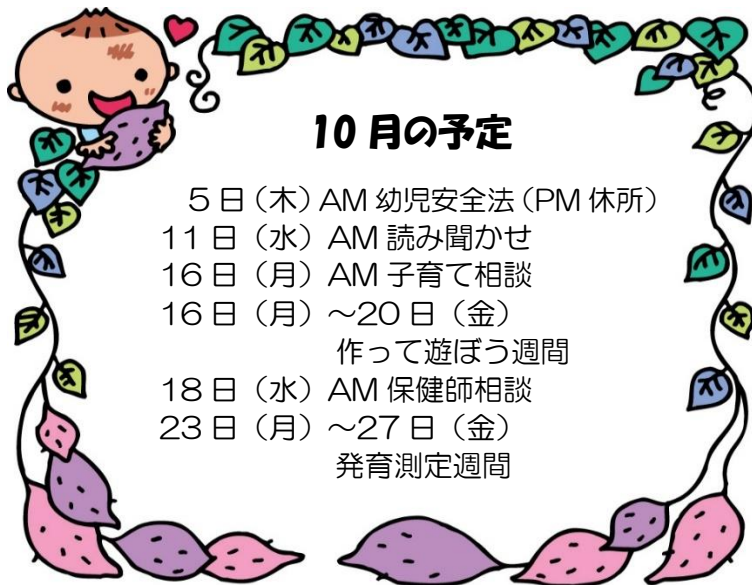 10月の予定
5日（木）AM 幼児安全法（PM 休所）
11日（水）AM 読み聞かせ
16日（月）AM 子育て相談
16日（月）～20日（金）
作って遊ぼう週間
18日（水）AM 保健師相談
23日（月）～27日（金）
発育測定週間